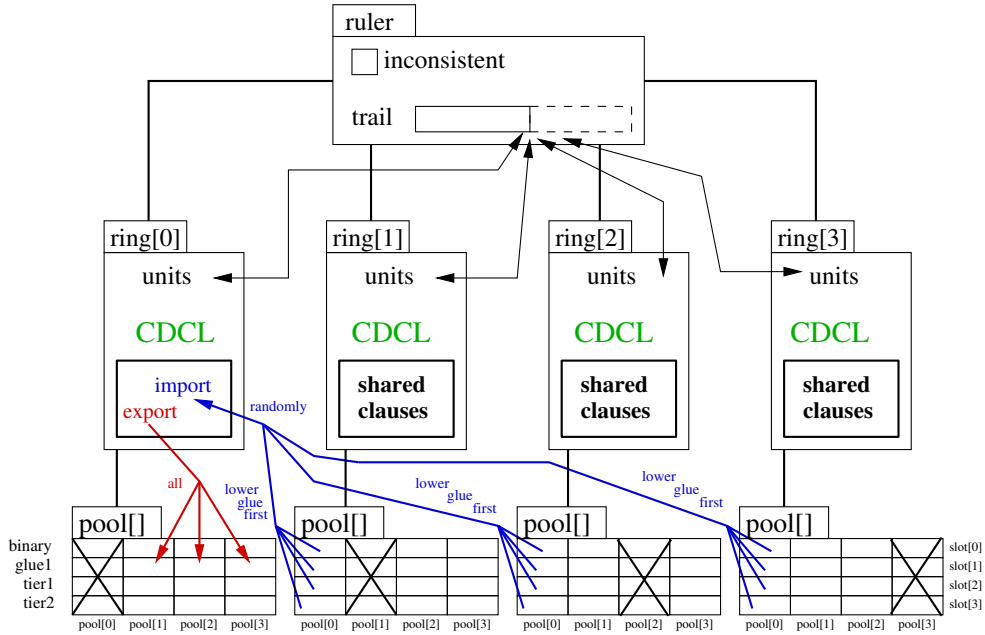 ruler
inconsistent
trail
ring[0] ring[1] ring[2] ring[3]
units units units units
CDCL CDCL CDCL CDCL
import
export
shared
clauses
shared
clauses
shared
clauses
randomly
all
lower
glue
first
lower
glue
first
lower
glue
first
pool[] pool[] pool[] pool[]
binary slot[0]
glue1 slot[1]
tier1 slot[2]
tier2 slot[3]
pool[0] pool[1] pool[2] pool[3] pool[0] pool[1] pool[2] pool[3] pool[0] pool[1] pool[2] pool[3] pool[0] pool[1] pool[2] pool[3]